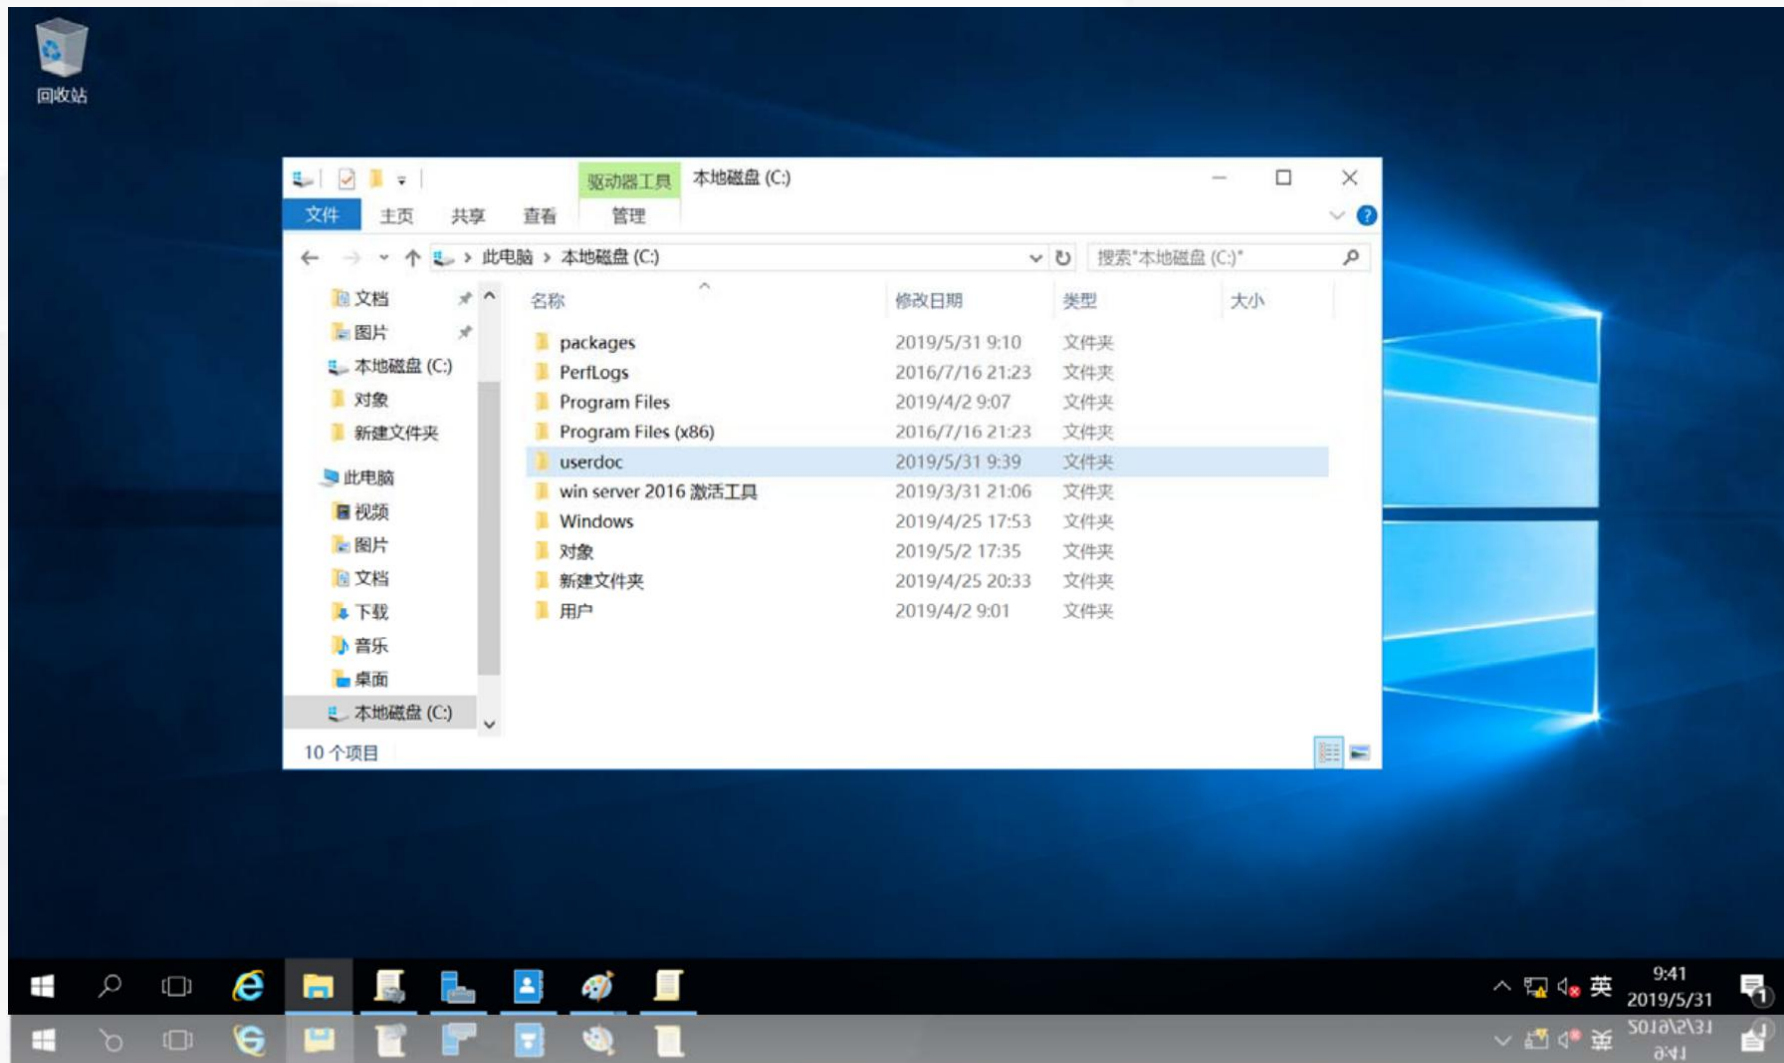 回收站
驱动器工具 本地磁盘 (C:)
文件 主页 共享 查看 管理
此电脑 本地磁盘 (C:) 搜索"本地磁盘 (C:)"
文档
图片
本地磁盘 (C:)
对象
新建文件夹
此电脑
视频
图片
文档
下载
音乐
桌面
本地磁盘 (C:)
名称 修改日期 类型 大小
packages 2019/5/31 9:10 文件夹
PerfLogs 2016/7/16 21:23 文件夹
Program Files 2019/4/2 9:07 文件夹
Program Files (x86) 2016/7/16 21:23 文件夹
userdoc 2019/5/31 9:39 文件夹
win server 2016 激活工具 2019/3/31 21:06 文件夹
Windows 2019/4/25 17:53 文件夹
对象 2019/5/2 17:35 文件夹
新建文件夹 2019/4/25 20:33 文件夹
用户 2019/4/2 9:01 文件夹
10 个项目
英
9:41
2019/5/31
1